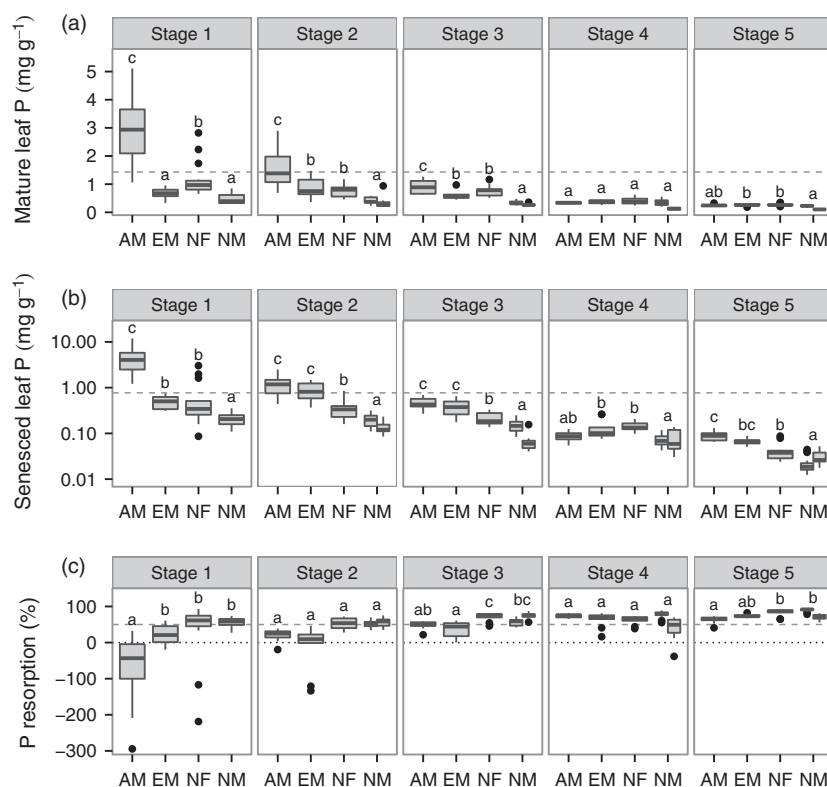 (a)
Stage 1 Stage 2 Stage 3 Stage 4 Stage 5
Mature leaf P (mg g⁻¹)
5
4
3
2
1
0
c a b a
c b b a
c b b a
a a a a
ab b b a
AM EM NF NM AM EM NF NM AM EM NF NM AM EM NF NM AM EM NF NM
(b)
Stage 1 Stage 2 Stage 3 Stage 4 Stage 5
Senesced leaf P (mg g⁻¹)
10.00
1.00
0.10
0.01
c b b a
c c b a
c c b a
ab b b a
c bc b a
AM EM NF NM AM EM NF NM AM EM NF NM AM EM NF NM AM EM NF NM
(c)
Stage 1 Stage 2 Stage 3 Stage 4 Stage 5
P resorption (%)
100
0
−100
−200
−300
a b b b
a a a a
ab a c bc
a a a a
a ab b b
AM EM NF NM AM EM NF NM AM EM NF NM AM EM NF NM AM EM NF NM